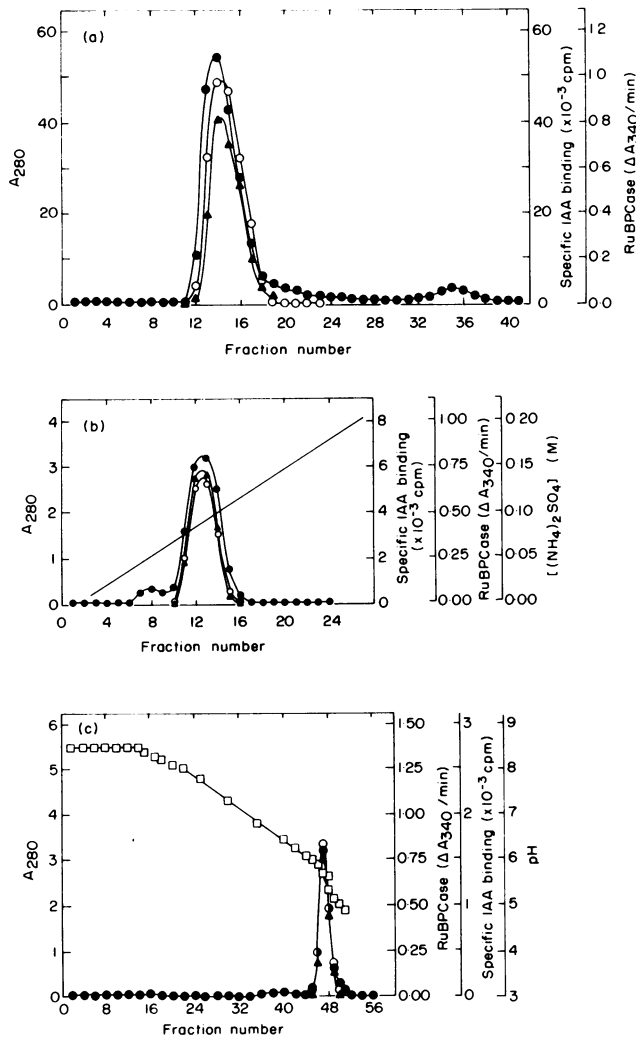 (a)
60
40
20
0
A280
60
40
20
0
Specific IAA binding (x10-3 cpm)
1·2
1·0
0·8
0·6
0·4
0·2
0·0
RuBPCase (ΔA340/min)
0 4 8 12 16 20 24 28 32 36 40
Fraction number
(b)
4
3
2
1
0
A280
8
6
4
2
0
Specific IAA binding
(x10-3 cpm)
1·00
0·75
0·50
0·25
0·00
RuBPCase (ΔA340/min)
0·20
0·15
0·10
0·05
0·00
[(NH4)2SO4] (M)
0 4 8 12 16 20 24
Fraction number
(c)
6
5
4
3
2
1
0
A280
1·50
1·25
1·00
0·75
0·50
0·25
0·00
RuBPCase (ΔA340/min)
3
2
1
0
Specific IAA binding (x10-3 cpm)
9
8
7
6
5
4
3
pH
0 8 16 24 32 40 48 56
Fraction number